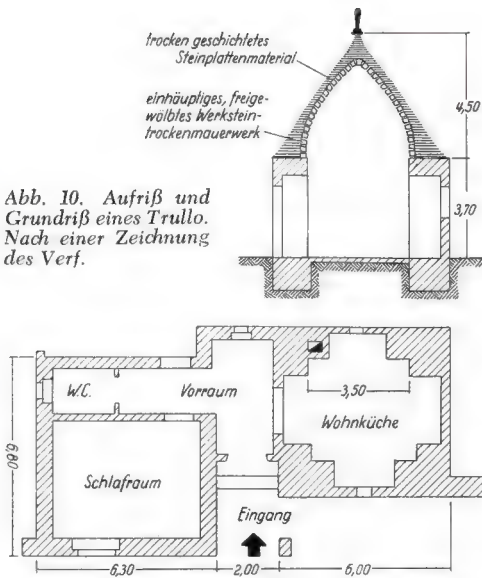 trocken geschichtetes
Steinplattenmaterial
einhäuptiges, freige-
wölbtes Werkstein-
trockenmauerwerk
4,50
3,70
Abb. 10. Aufriß und
Grundriß eines Trullo.
Nach einer Zeichnung
des Verf.
W.C.
Vorraum
3,50
Wohnküche
6,80
Schlafraum
Eingang
6,30
2,00
6,00